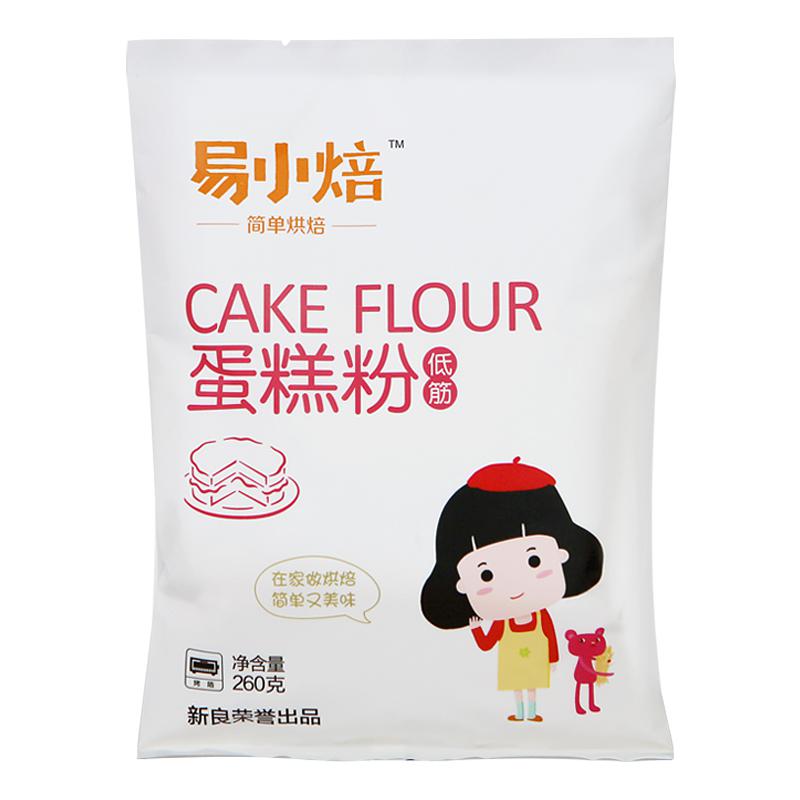 易小焙™
简单烘焙
CAKE FLOUR
蛋糕粉
低筋
在家做烘焙
简单又美味
烤焙
净含量
260克
新良荣誉出品